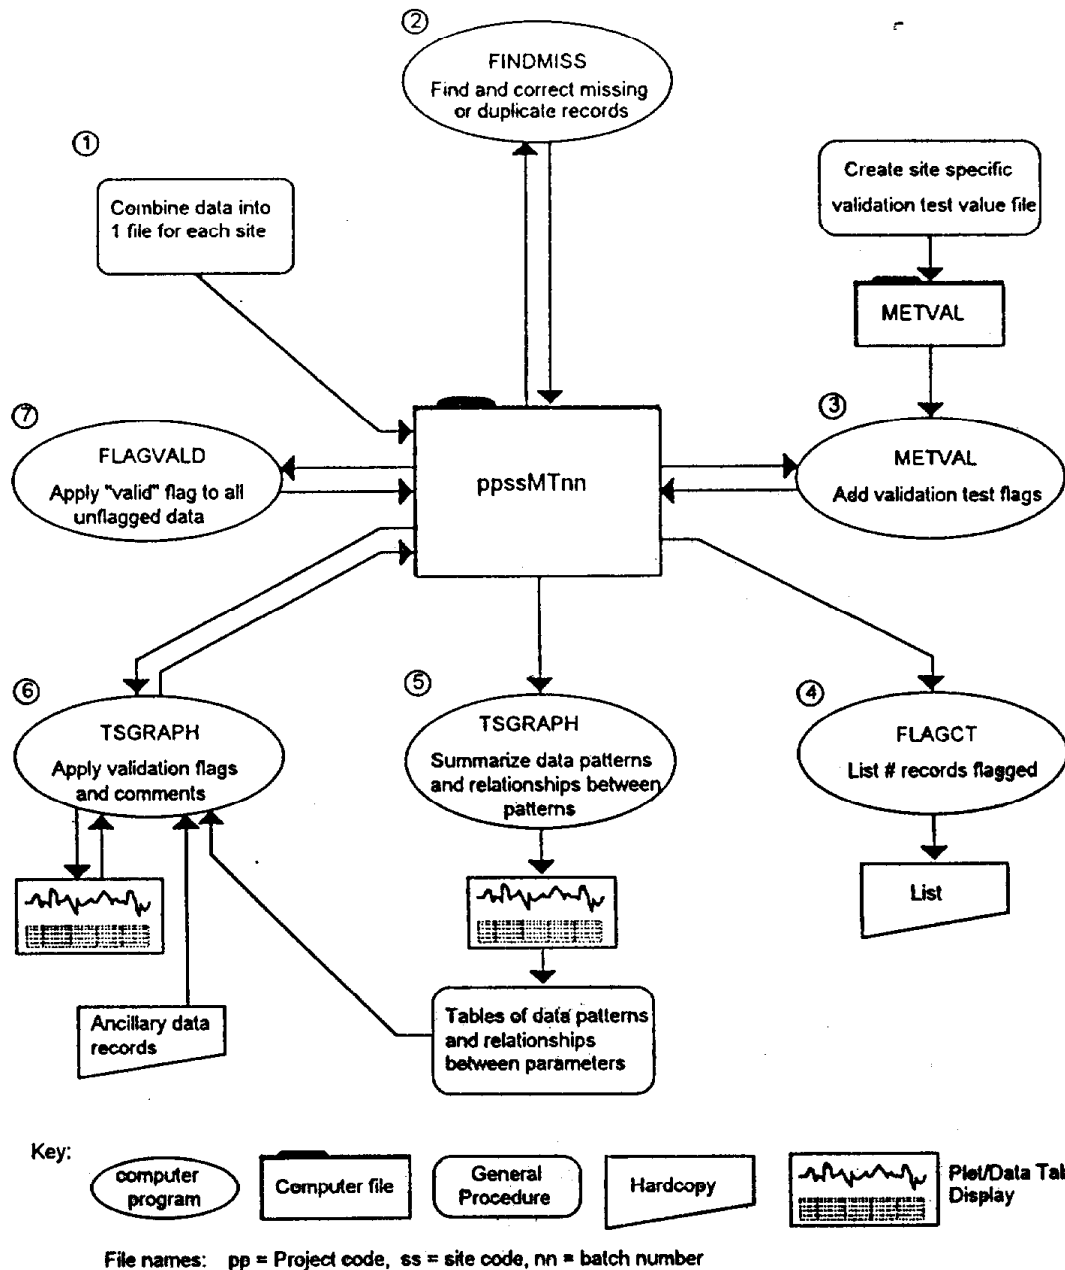 ②
FINDMISS
Find and correct missing
or duplicate records
①
Combine data into
1 file for each site
Create site specific
validation test value file
METVAL
⑦
FLAGVALD
Apply "valid" flag to all
unflagged data
ppssMTnn
③
METVAL
Add validation test flags
⑥
TSGRAPH
Apply validation flags
and comments
⑤
TSGRAPH
Summarize data patterns
and relationships between
patterns
④
FLAGCT
List # records flagged
List
Ancillary data
records
Tables of data patterns
and relationships
between parameters
Key:
computer
program
Computer file
General
Procedure
Hardcopy
Plot/Data Tab
Display
File names: pp = Project code, ss = site code, nn = batch number